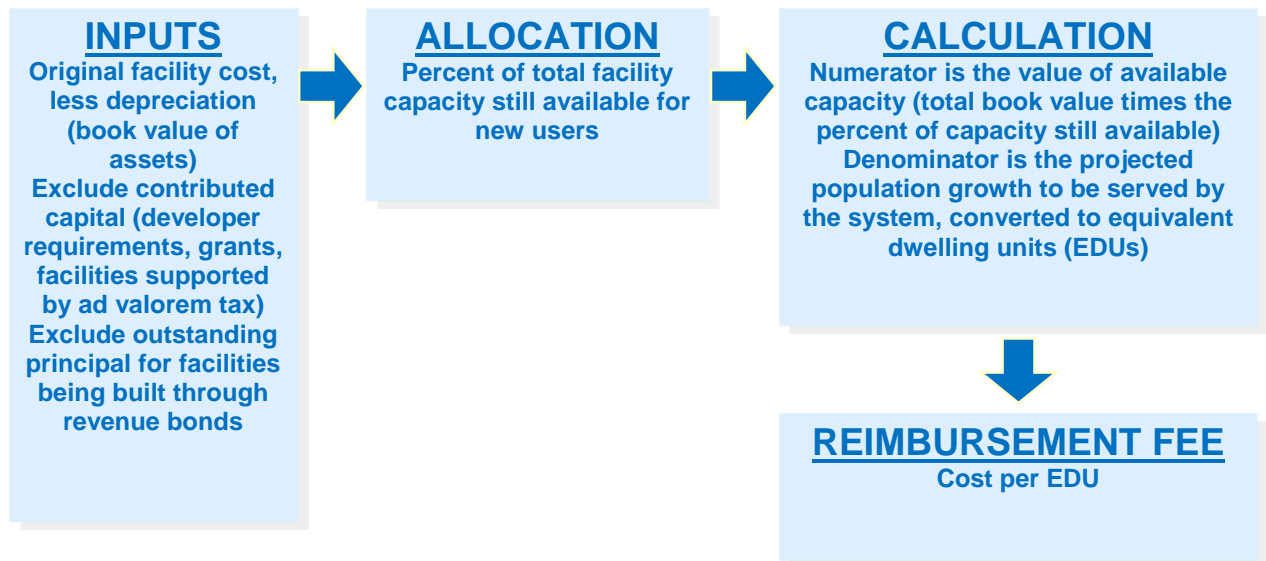 INPUTS
Original facility cost,
less depreciation
(book value of
assets)
Exclude contributed
capital (developer
requirements, grants,
facilities supported
by ad valorem tax)
Exclude outstanding
principal for facilities
being built through
revenue bonds
ALLOCATION
Percent of total facility
capacity still available for
new users
CALCULATION
Numerator is the value of available
capacity (total book value times the
percent of capacity still available)
Denominator is the projected
population growth to be served by
the system, converted to equivalent
dwelling units (EDUs)
REIMBURSEMENT FEE
Cost per EDU